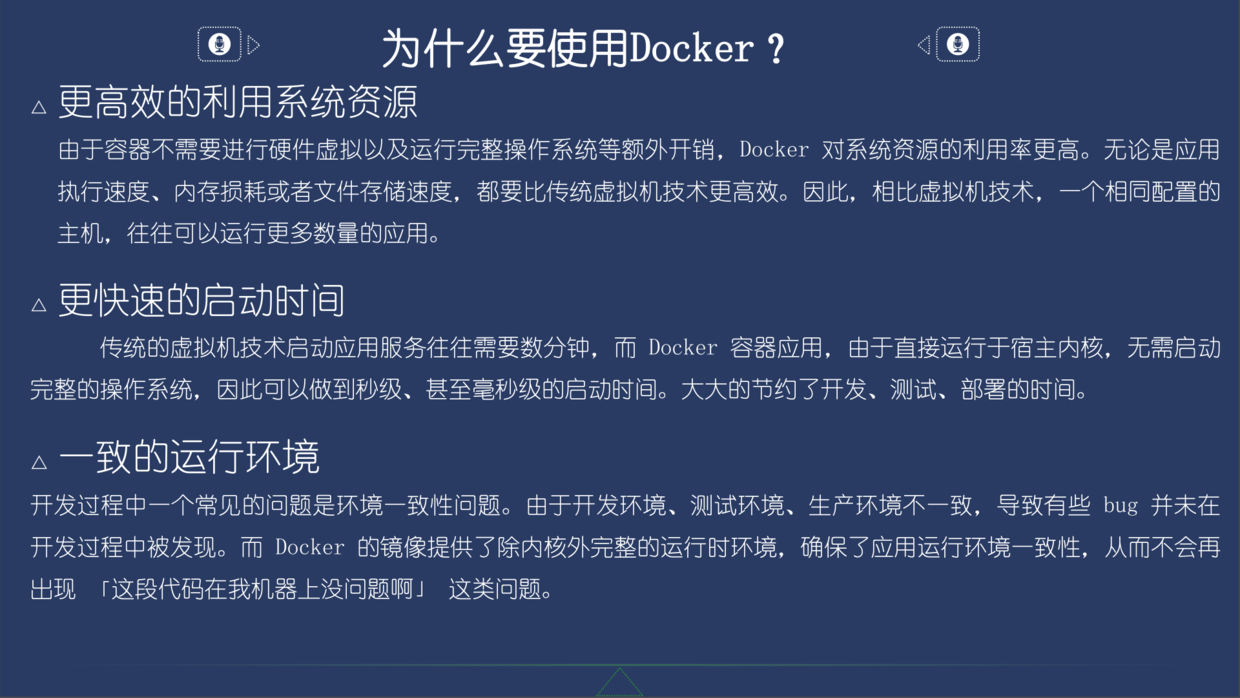 为什么要使用Docker？
更高效的利用系统资源
由于容器不需要进行硬件虚拟以及运行完整操作系统等额外开销，Docker 对系统资源的利用率更高。无论是应用
执行速度、内存损耗或者文件存储速度，都要比传统虚拟机技术更高效。因此，相比虚拟机技术，一个相同配置的
主机，往往可以运行更多数量的应用。
更快速的启动时间
传统的虚拟机技术启动应用服务往往需要数分钟，而 Docker 容器应用，由于直接运行于宿主内核，无需启动
完整的操作系统，因此可以做到秒级、甚至毫秒级的启动时间。大大的节约了开发、测试、部署的时间。
一致的运行环境
开发过程中一个常见的问题是环境一致性问题。由于开发环境、测试环境、生产环境不一致，导致有些 bug 并未在
开发过程中被发现。而 Docker 的镜像提供了除内核外完整的运行时环境，确保了应用运行环境一致性，从而不会再
出现 「这段代码在我机器上没问题啊」 这类问题。